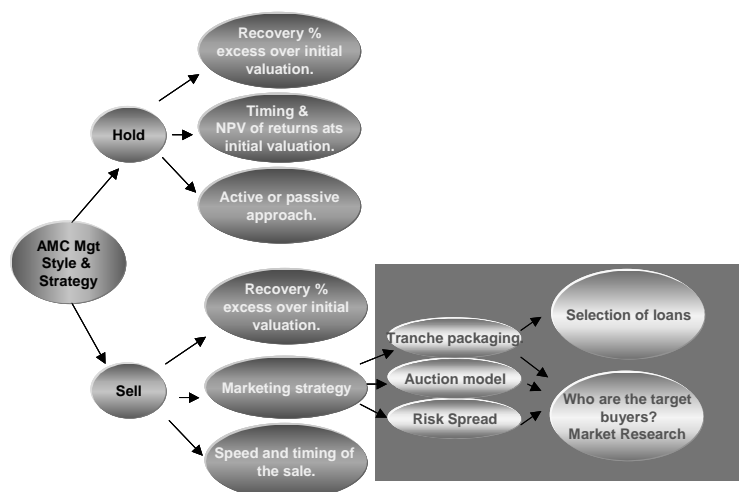 Recovery %
excess over initial
valuation.
Timing &
NPV of returns ats
initial valuation.
Hold
Active or passive
approach.
AMC Mgt
Style &
Strategy
Recovery %
excess over initial
valuation.
Selection of loans
Tranche packaging.
Auction model
Sell
Marketing strategy
Who are the target
buyers?
Market Research
Risk Spread
Speed and timing of
the sale.